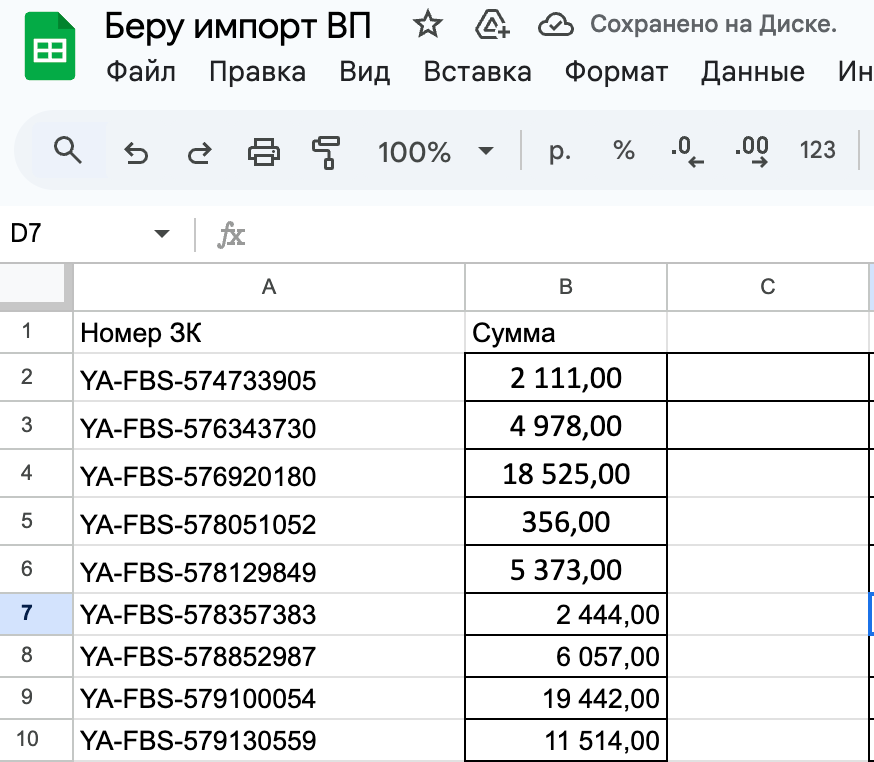 Беру импорт ВП
Сохранено на Диске.
Файл Правка Вид Вставка Формат Данные Ин
100% р. % .0 .00 123
D7 fx
A B C
1 Номер ЗК Сумма
2 YA-FBS-574733905 2 111,00
3 YA-FBS-576343730 4 978,00
4 YA-FBS-576920180 18 525,00
5 YA-FBS-578051052 356,00
6 YA-FBS-578129849 5 373,00
7 YA-FBS-578357383 2 444,00
8 YA-FBS-578852987 6 057,00
9 YA-FBS-579100054 19 442,00
10 YA-FBS-579130559 11 514,00